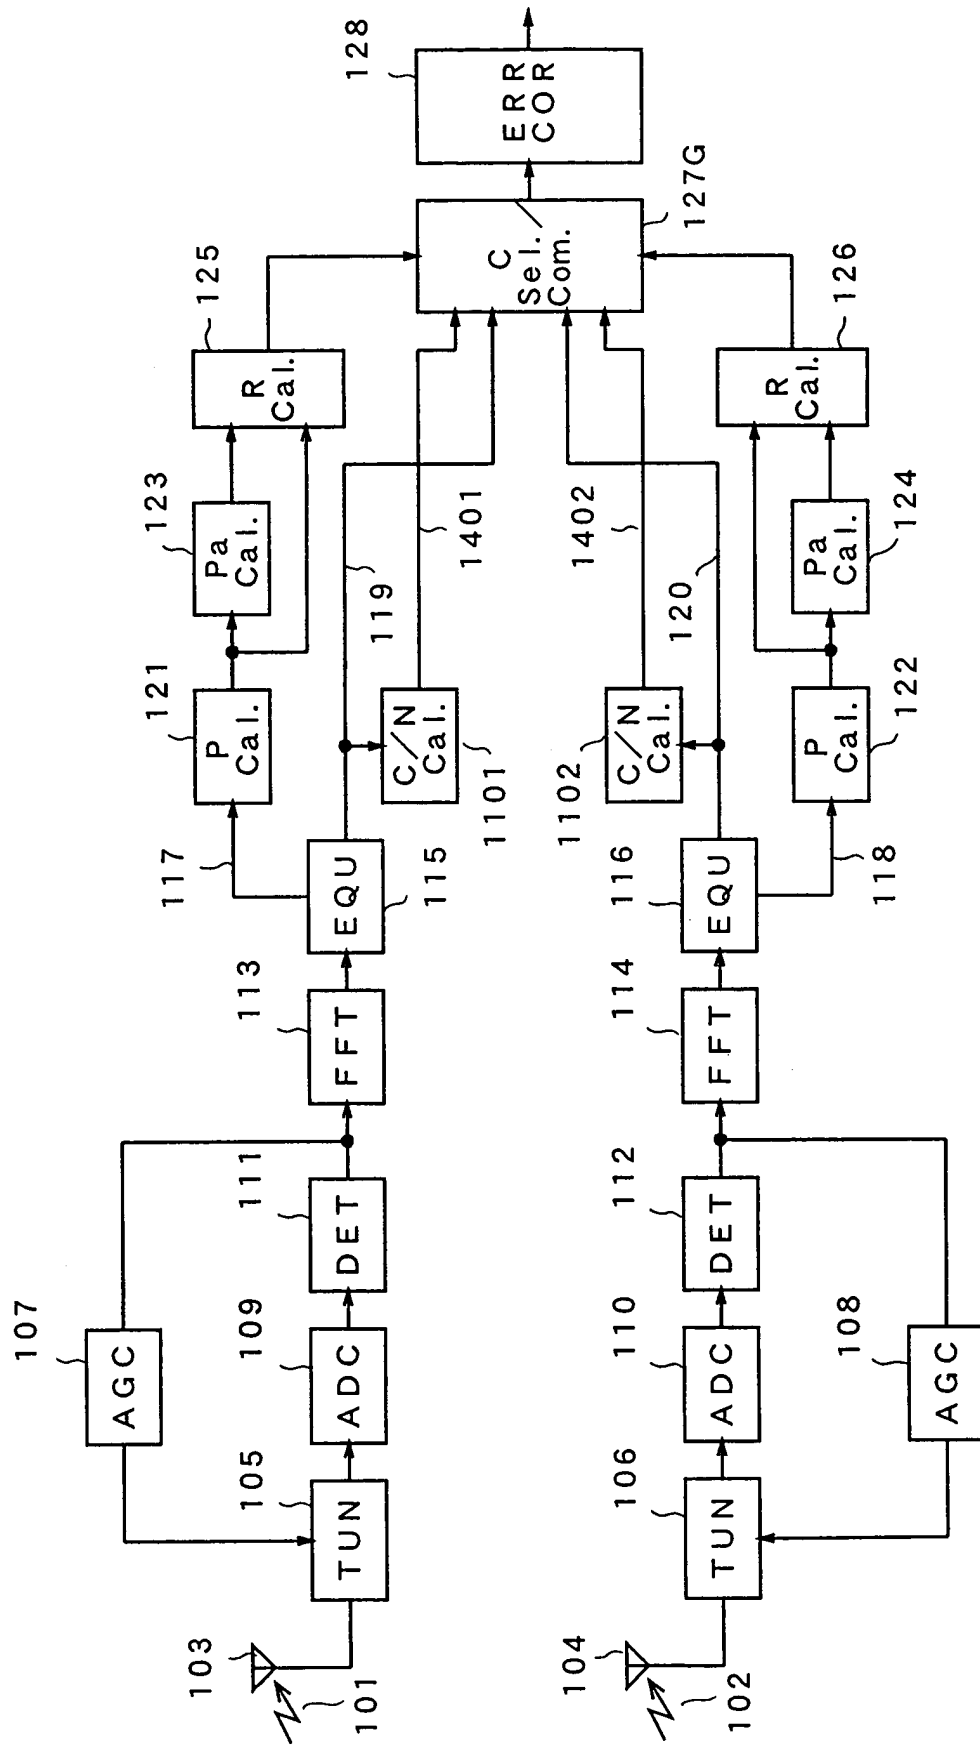 107
AGC
103
101
105
TUN
109
ADC
111
DET
113
FFT
115
EQU
117
121
P
Cal.
123
Pa
Cal.
125
R
Cal.
119
1101
C/N
Cal.
1401
128
ERR
COR
127G
C
Sel.
Com.
104
102
106
TUN
110
ADC
112
DET
114
FFT
116
EQU
1102
C/N
Cal.
1402
120
118
122
P
Cal.
124
Pa
Cal.
126
R
Cal.
108
AGC